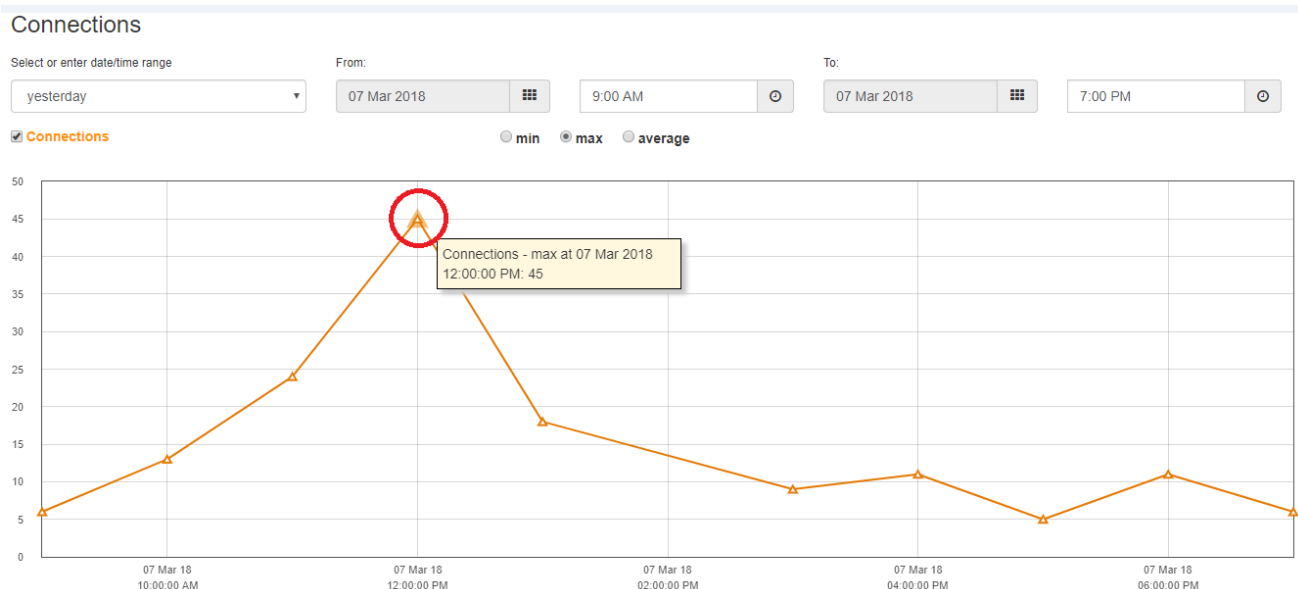 Connections
Select or enter date/time range
From:
To:
yesterday
07 Mar 2018
9:00 AM
07 Mar 2018
7:00 PM
Connections
min
max
average
50
45
40
35
30
25
20
15
10
5
0
Connections - max at 07 Mar 2018
12:00:00 PM: 45
07 Mar 18
10:00:00 AM
07 Mar 18
12:00:00 PM
07 Mar 18
02:00:00 PM
07 Mar 18
04:00:00 PM
07 Mar 18
06:00:00 PM